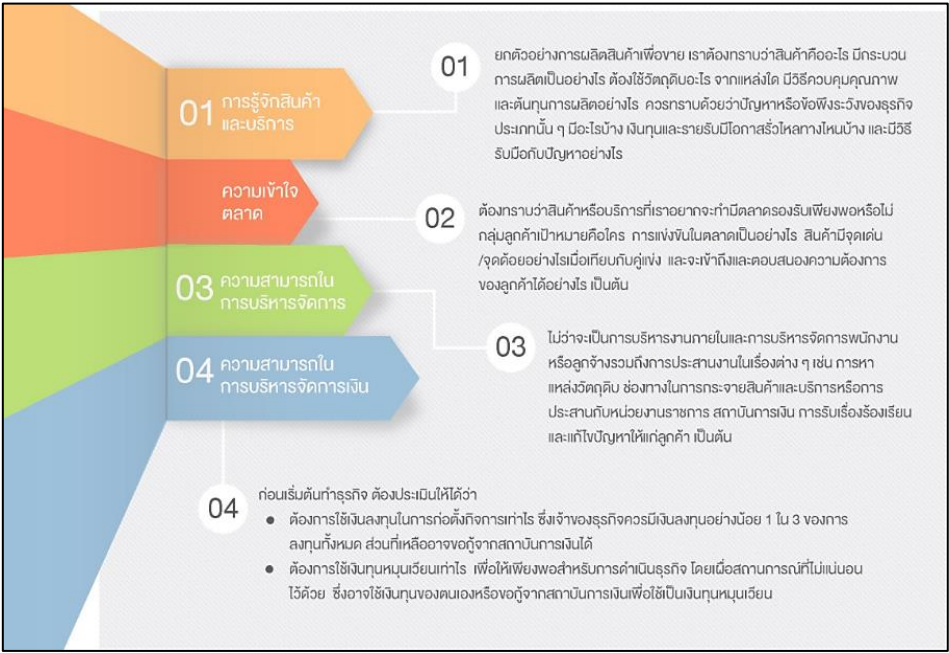 01 การรู้จักสินค้า
และบริการ
01
ยกตัวอย่างการผลิตสินค้าเพื่อขาย เราต้องทราบว่าสินค้าคืออะไร มีกระบวน
การผลิตเป็นอย่างไร ต้องใช้วัตถุดิบอะไร จากแหล่งใด มีวิธีควบคุมคุณภาพ
และต้นทุนการผลิตอย่างไร ควรทราบด้วยว่าปัญหาหรือข้อพึงระวังของธุรกิจ
ประเภทนั้น ๆ มีอะไรบ้าง เงินทุนและรายรับมีโอกาสรั่วไหลทางไหนบ้าง และมีวิธี
รับมือกับปัญหาอย่างไร
ความเข้าใจ
ตลาด
02
ต้องทราบว่าสินค้าหรือบริการที่เราอยากจะทำมีตลาดรองรับเพียงพอหรือไม่
กลุ่มลูกค้าเป้าหมายคือใคร การแข่งขันในตลาดเป็นอย่างไร สินค้ามีจุดเด่น
/จุดด้อยอย่างไรเมื่อเทียบกับคู่แข่ง และจะเข้าถึงและตอบสนองความต้องการ
ของลูกค้าได้อย่างไร เป็นต้น
03 ความสามารถใน
การบริหารจัดการ
03
ไม่ว่าจะเป็นการบริหารงานภายในและการบริหารจัดการพนักงาน
หรือลูกจ้างรวมถึงการประสานงานในเรื่องต่าง ๆ เช่น การหา
แหล่งวัตถุดิบ ช่องทางในการกระจายสินค้าและบริการหรือการ
ประสานกับหน่วยงานราชการ สถาบันการเงิน การรับเรื่องร้องเรียน
และแก้ไขปัญหาให้แก่ลูกค้า เป็นต้น
04 ความสามารถใน
การบริหารจัดการเงิน
04
ก่อนเริ่มต้นทำธุรกิจ ต้องประเมินให้ได้ว่า
● ต้องการใช้เงินลงทุนในการก่อตั้งกิจการเท่าไร ซึ่งเจ้าของธุรกิจควรมีเงินลงทุนอย่างน้อย 1 ใน 3 ของการ
ลงทุนทั้งหมด ส่วนที่เหลืออาจขอกู้จากสถาบันการเงินได้
● ต้องการใช้เงินทุนหมุนเวียนเท่าไร เพื่อให้เพียงพอสำหรับการดำเนินธุรกิจ โดยเผื่อสถานการณ์ที่ไม่แน่นอน
ไว้ด้วย ซึ่งอาจใช้เงินทุนของตนเองหรือขอกู้จากสถาบันการเงินเพื่อใช้เป็นเงินทุนหมุนเวียน